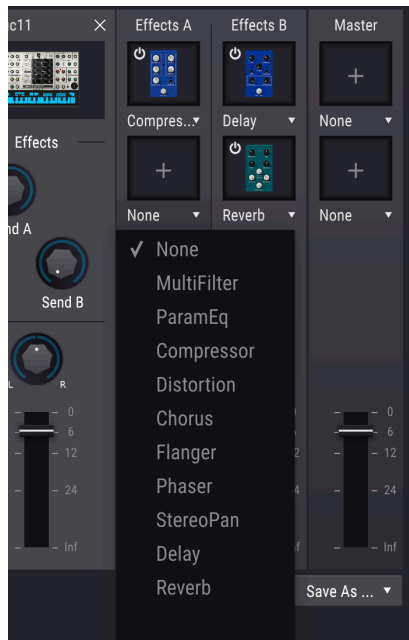 c11 ×
Effects A
Effects B
Master
Compres...
Delay
None
Effects
None
Reverb
None
nd A
Send B
L R
✓ None
MultiFilter
ParamEq
Compressor
Distortion
Chorus
Flanger
Phaser
StereoPan
Delay
Reverb
0
6
12
24
Inf
0
6
12
24
Inf
Save As ...